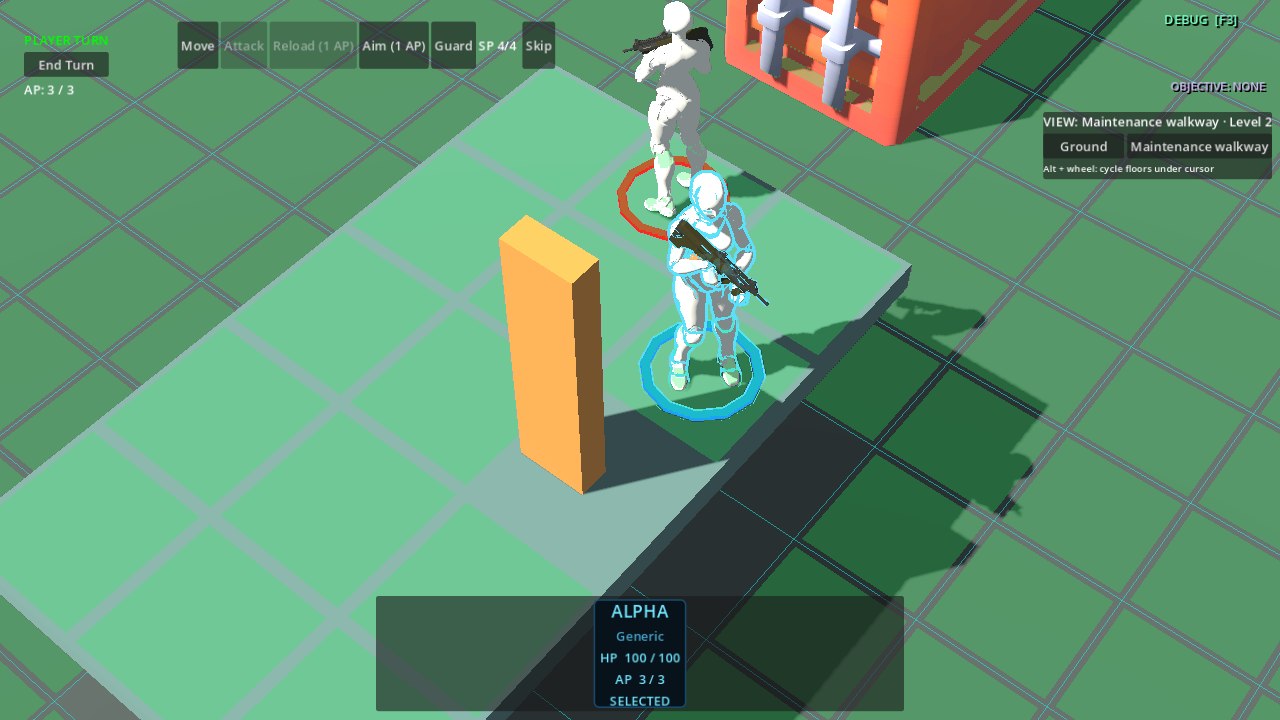 PLAYER TURN
End Turn
AP: 3 / 3
Move Attack Reload (1 AP) Aim (1 AP) Guard SP 4/4 Skip
DEBUG [F3]
OBJECTIVE: NONE
VIEW: Maintenance walkway · Level 2
Ground Maintenance walkway
Alt + wheel: cycle floors under cursor
ALPHA
Generic
HP 100 / 100
AP 3 / 3
SELECTED